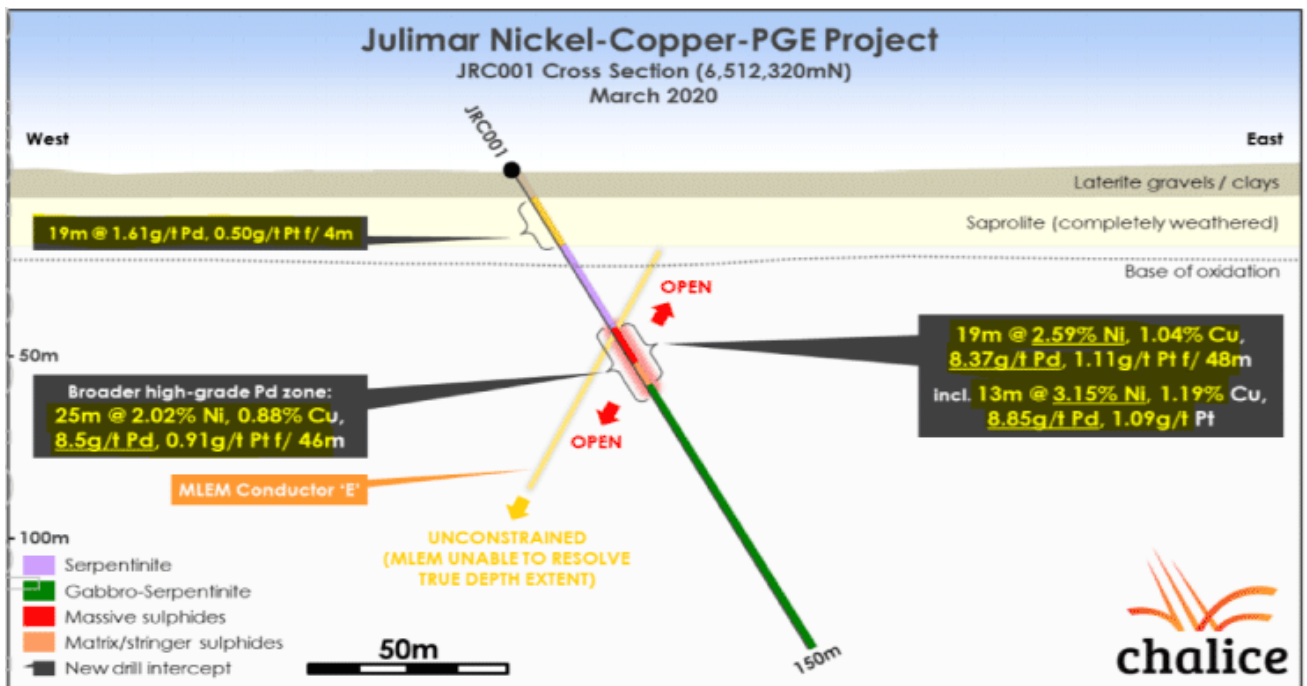 Julimar Nickel-Copper-PGE Project
JRC001 Cross Section (6,512,320mN)
March 2020
West
East
JRC001
Laterite gravels / clays
Saprolite (completely weathered)
Base of oxidation
19m @ 1.61g/t Pd, 0.50g/t Pt f/ 4m
OPEN
50m
19m @ 2.59% Ni, 1.04% Cu,
8.37g/t Pd, 1.11g/t Pt f/ 48m
incl. 13m @ 3.15% Ni, 1.19% Cu,
8.85g/t Pd, 1.09g/t Pt
Broader high-grade Pd zone:
25m @ 2.02% Ni, 0.88% Cu,
8.5g/t Pd, 0.91g/t Pt f/ 46m
OPEN
MLEM Conductor 'E'
100m
UNCONSTRAINED
(MLEM UNABLE TO RESOLVE
TRUE DEPTH EXTENT)
Serpentinite
Gabbro-Serpentinite
Massive sulphides
Matrix/stringer sulphides
New drill intercept
50m
150m
chalice